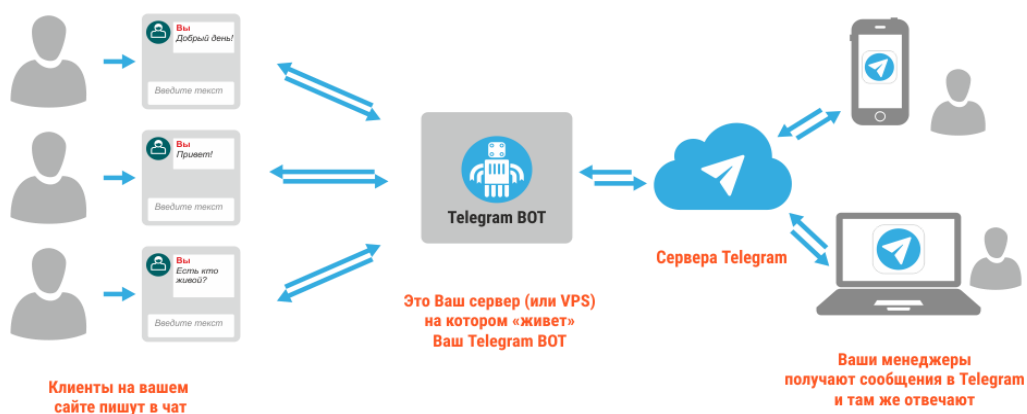 Вы
Добрый день!
Введите текст
Вы
Привет!
Введите текст
Вы
Есть кто
живой?
Введите текст
Клиенты на вашем
сайте пишут в чат
Telegram BOT
Это Ваш сервер (или VPS)
на котором «живет»
Ваш Telegram BOT
Сервера Telegram
Ваши менеджеры
получают сообщения в Telegram
и там же отвечают